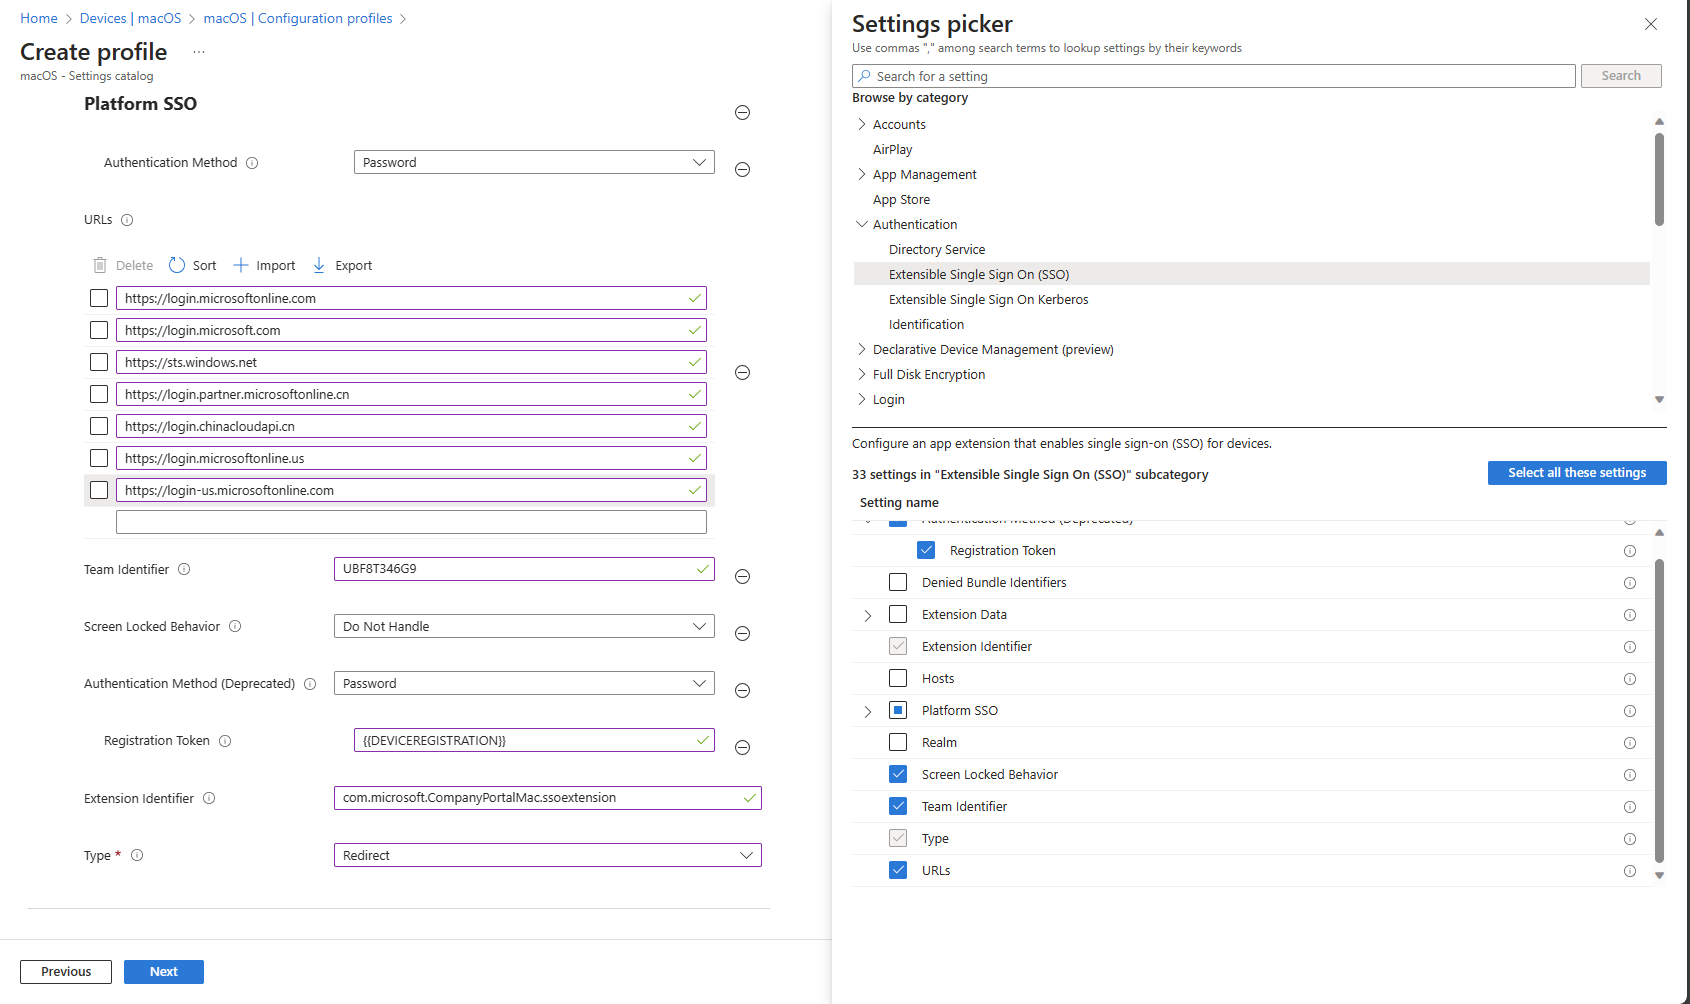 Home > Devices | macOS > macOS | Configuration profiles >
Create profile ...
macOS - Settings catalog
Platform SSO
Authentication Method
Password
URLs
Delete Sort Import Export
https://login.microsoftonline.com
https://login.microsoft.com
https://sts.windows.net
https://login.partner.microsoftonline.cn
https://login.chinacloudapi.cn
https://login.microsoftonline.us
https://login-us.microsoftonline.com
Team Identifier
UBF8T346G9
Screen Locked Behavior
Do Not Handle
Authentication Method (Deprecated)
Password
Registration Token
{{DEVICEREGISTRATION}}
Extension Identifier
com.microsoft.CompanyPortalMac.ssoextension
Type *
Redirect
Previous
Next
Settings picker
Use commas "," among search terms to lookup settings by their keywords
Search for a setting
Search
Browse by category
Accounts
AirPlay
App Management
App Store
Authentication
Directory Service
Extensible Single Sign On (SSO)
Extensible Single Sign On Kerberos
Identification
Declarative Device Management (preview)
Full Disk Encryption
Login
Configure an app extension that enables single sign-on (SSO) for devices.
33 settings in "Extensible Single Sign On (SSO)" subcategory
Select all these settings
Setting name
Authentication Method (Deprecated)
Registration Token
Denied Bundle Identifiers
Extension Data
Extension Identifier
Hosts
Platform SSO
Realm
Screen Locked Behavior
Team Identifier
Type
URLs